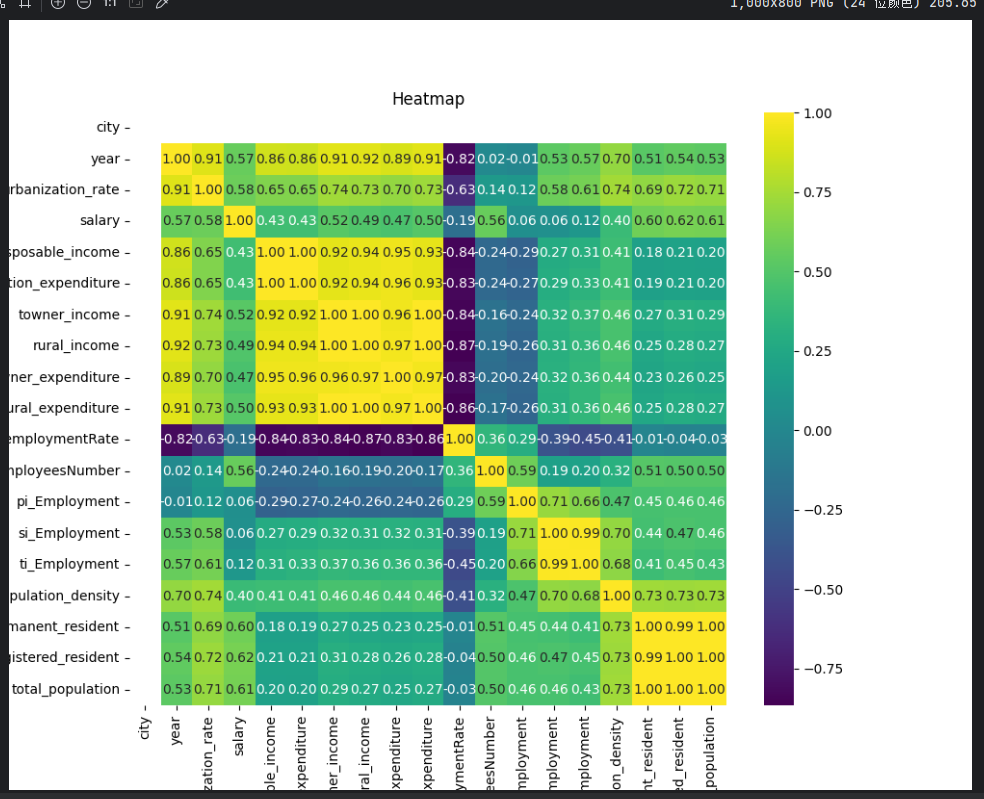 1:1
1,000x800 PNG (24 位颜色) 205.65
Heatmap
city
year 1.00 0.91 0.57 0.86 0.86 0.91 0.92 0.89 0.91 -0.82 0.02 -0.01 0.53 0.57 0.70 0.51 0.54 0.53
urbanization_rate 0.91 1.00 0.58 0.65 0.65 0.74 0.73 0.70 0.73 -0.63 0.14 0.12 0.58 0.61 0.74 0.69 0.72 0.71
salary 0.57 0.58 1.00 0.43 0.43 0.52 0.49 0.47 0.50 -0.19 0.56 0.06 0.06 0.12 0.40 0.60 0.62 0.61
sposable_income 0.86 0.65 0.43 1.00 1.00 0.92 0.94 0.95 0.93 -0.84 -0.24 -0.29 0.27 0.31 0.41 0.18 0.21 0.20
tion_expenditure 0.86 0.65 0.43 1.00 1.00 0.92 0.94 0.96 0.93 -0.83 -0.24 -0.27 0.29 0.33 0.41 0.19 0.21 0.20
towner_income 0.91 0.74 0.52 0.92 0.92 1.00 1.00 0.96 1.00 -0.84 -0.16 -0.24 0.32 0.37 0.46 0.27 0.31 0.29
rural_income 0.92 0.73 0.49 0.94 0.94 1.00 1.00 0.97 1.00 -0.87 -0.19 -0.26 0.31 0.36 0.46 0.25 0.28 0.27
ner_expenditure 0.89 0.70 0.47 0.95 0.96 0.96 0.97 1.00 0.97 -0.83 -0.20 -0.24 0.32 0.36 0.44 0.23 0.26 0.25
ural_expenditure 0.91 0.73 0.50 0.93 0.93 1.00 1.00 0.97 1.00 -0.86 -0.17 -0.26 0.31 0.36 0.46 0.25 0.28 0.27
employmentRate -0.82 -0.63 -0.19 -0.84 -0.83 -0.84 -0.87 -0.83 -0.86 1.00 0.36 0.29 -0.39 -0.45 -0.41 -0.01 -0.04 -0.03
mployeesNumber 0.02 0.14 0.56 -0.24 -0.24 -0.16 -0.19 -0.20 -0.17 0.36 1.00 0.59 0.19 0.20 0.32 0.51 0.50 0.50
pi_Employment -0.01 0.12 0.06 -0.29 -0.27 -0.24 -0.26 -0.24 -0.26 0.29 0.59 1.00 0.71 0.66 0.47 0.45 0.46 0.46
si_Employment 0.53 0.58 0.06 0.27 0.29 0.32 0.31 0.32 0.31 -0.39 0.19 0.71 1.00 0.99 0.70 0.44 0.47 0.46
ti_Employment 0.57 0.61 0.12 0.31 0.33 0.37 0.36 0.36 0.36 -0.45 0.20 0.66 0.99 1.00 0.68 0.41 0.45 0.43
pulation_density 0.70 0.74 0.40 0.41 0.41 0.46 0.46 0.44 0.46 -0.41 0.32 0.47 0.70 0.68 1.00 0.73 0.73 0.73
manent_resident 0.51 0.69 0.60 0.18 0.19 0.27 0.25 0.23 0.25 -0.01 0.51 0.45 0.44 0.41 0.73 1.00 0.99 1.00
gistered_resident 0.54 0.72 0.62 0.21 0.21 0.31 0.28 0.26 0.28 -0.04 0.50 0.46 0.47 0.45 0.73 0.99 1.00 1.00
total_population 0.53 0.71 0.61 0.20 0.20 0.29 0.27 0.25 0.27 -0.03 0.50 0.46 0.46 0.43 0.73 1.00 1.00 1.00
city
year
zation_rate
salary
ble_income
xpenditure
ner_income
ral_income
xpenditure
xpenditure
ymentRate
eesNumber
mployment
mployment
mployment
on_density
nt_resident
ed_resident
_population
1.00
0.75
0.50
0.25
0.00
−0.25
−0.50
−0.75